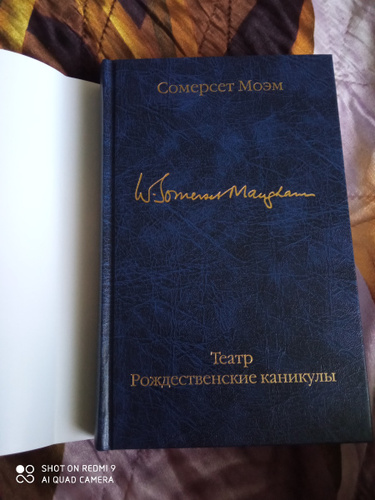 Сомерсет Моэм
W. Somerset Maugham
Театр
Рождественские каникулы
SHOT ON REDMI 9
AI QUAD CAMERA